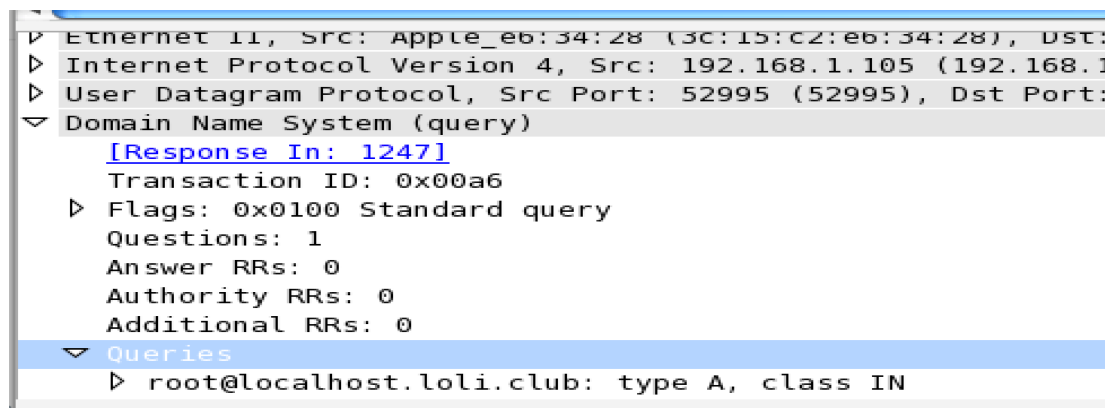 Ethernet II, Src: Apple_e6:34:28 (3c:15:c2:e6:34:28), Dst:
Internet Protocol Version 4, Src: 192.168.1.105 (192.168.1
User Datagram Protocol, Src Port: 52995 (52995), Dst Port:
Domain Name System (query)
[Response In: 1247]
Transaction ID: 0x00a6
Flags: 0x0100 Standard query
Questions: 1
Answer RRs: 0
Authority RRs: 0
Additional RRs: 0
Queries
root@localhost.loli.club: type A, class IN